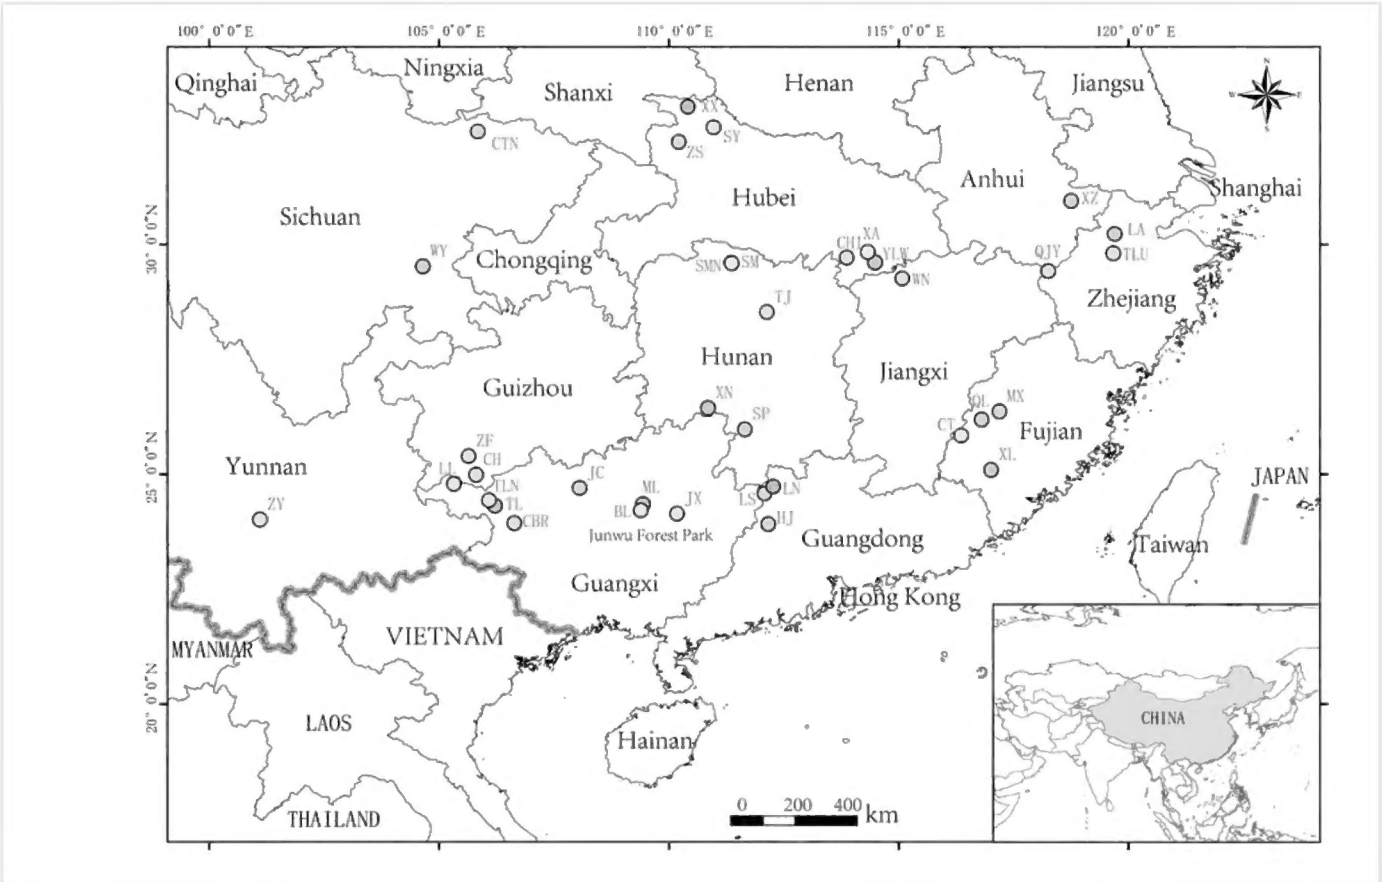 100° 0'0"E
105° 0'0"E
110° 0'0"E
115° 0'0"E
120° 0'0"E
Qinghai
Ningxia
Shanxi
Henan
Jiangsu
N
W
E
S
XX
SY
ZS
CTN
Hubei
Anhui
XZ
Shanghai
Sichuan
30° 0'0"N
WY
Chongqing
SMN
SM
CHI
XA
YLW
WN
QJY
LA
TLU
Zhejiang
TJ
Hunan
Jiangxi
Guizhou
XN
SP
QL
MX
CT
Fujian
XL
Yunnan
ZY
ZF
CH
LL
TLN
TL
CBR
JC
ML
BL
JX
Junwu Forest Park
LS
LN
HJ
25° 0'0"N
JAPAN
Guangdong
Taiwan
Guangxi
Hong Kong
MYANMAR
VIETNAM
20° 0'0"N
LAOS
Hainan
CHINA
THAILAND
0 200 400 km